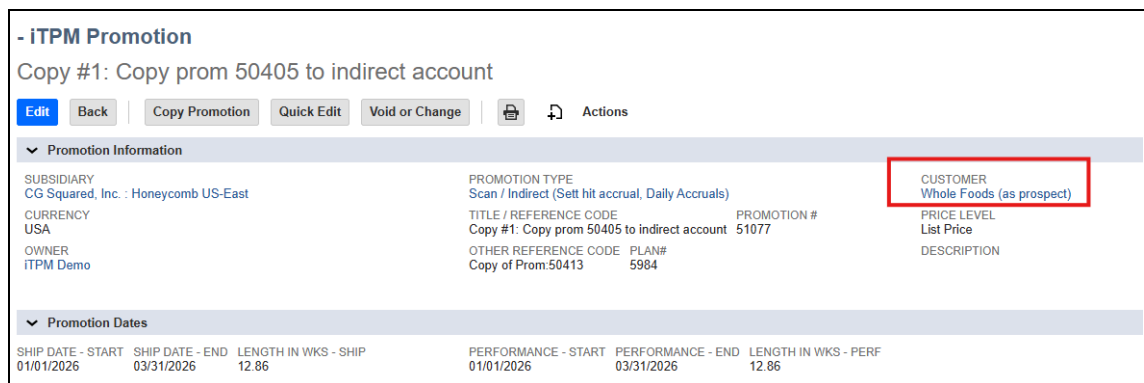 - iTPM Promotion
Copy #1: Copy prom 50405 to indirect account
Edit Back Copy Promotion Quick Edit Void or Change Actions
Promotion Information
SUBSIDIARY PROMOTION TYPE CUSTOMER
CG Squared, Inc. : Honeycomb US-East Scan / Indirect (Sett hit accrual, Daily Accruals) Whole Foods (as prospect)
CURRENCY TITLE / REFERENCE CODE PROMOTION # PRICE LEVEL
USA Copy #1: Copy prom 50405 to indirect account 51077 List Price
OWNER OTHER REFERENCE CODE PLAN# DESCRIPTION
iTPM Demo Copy of Prom:50413 5984
Promotion Dates
SHIP DATE - START SHIP DATE - END LENGTH IN WKS - SHIP PERFORMANCE - START PERFORMANCE - END LENGTH IN WKS - PERF
01/01/2026 03/31/2026 12.86 01/01/2026 03/31/2026 12.86